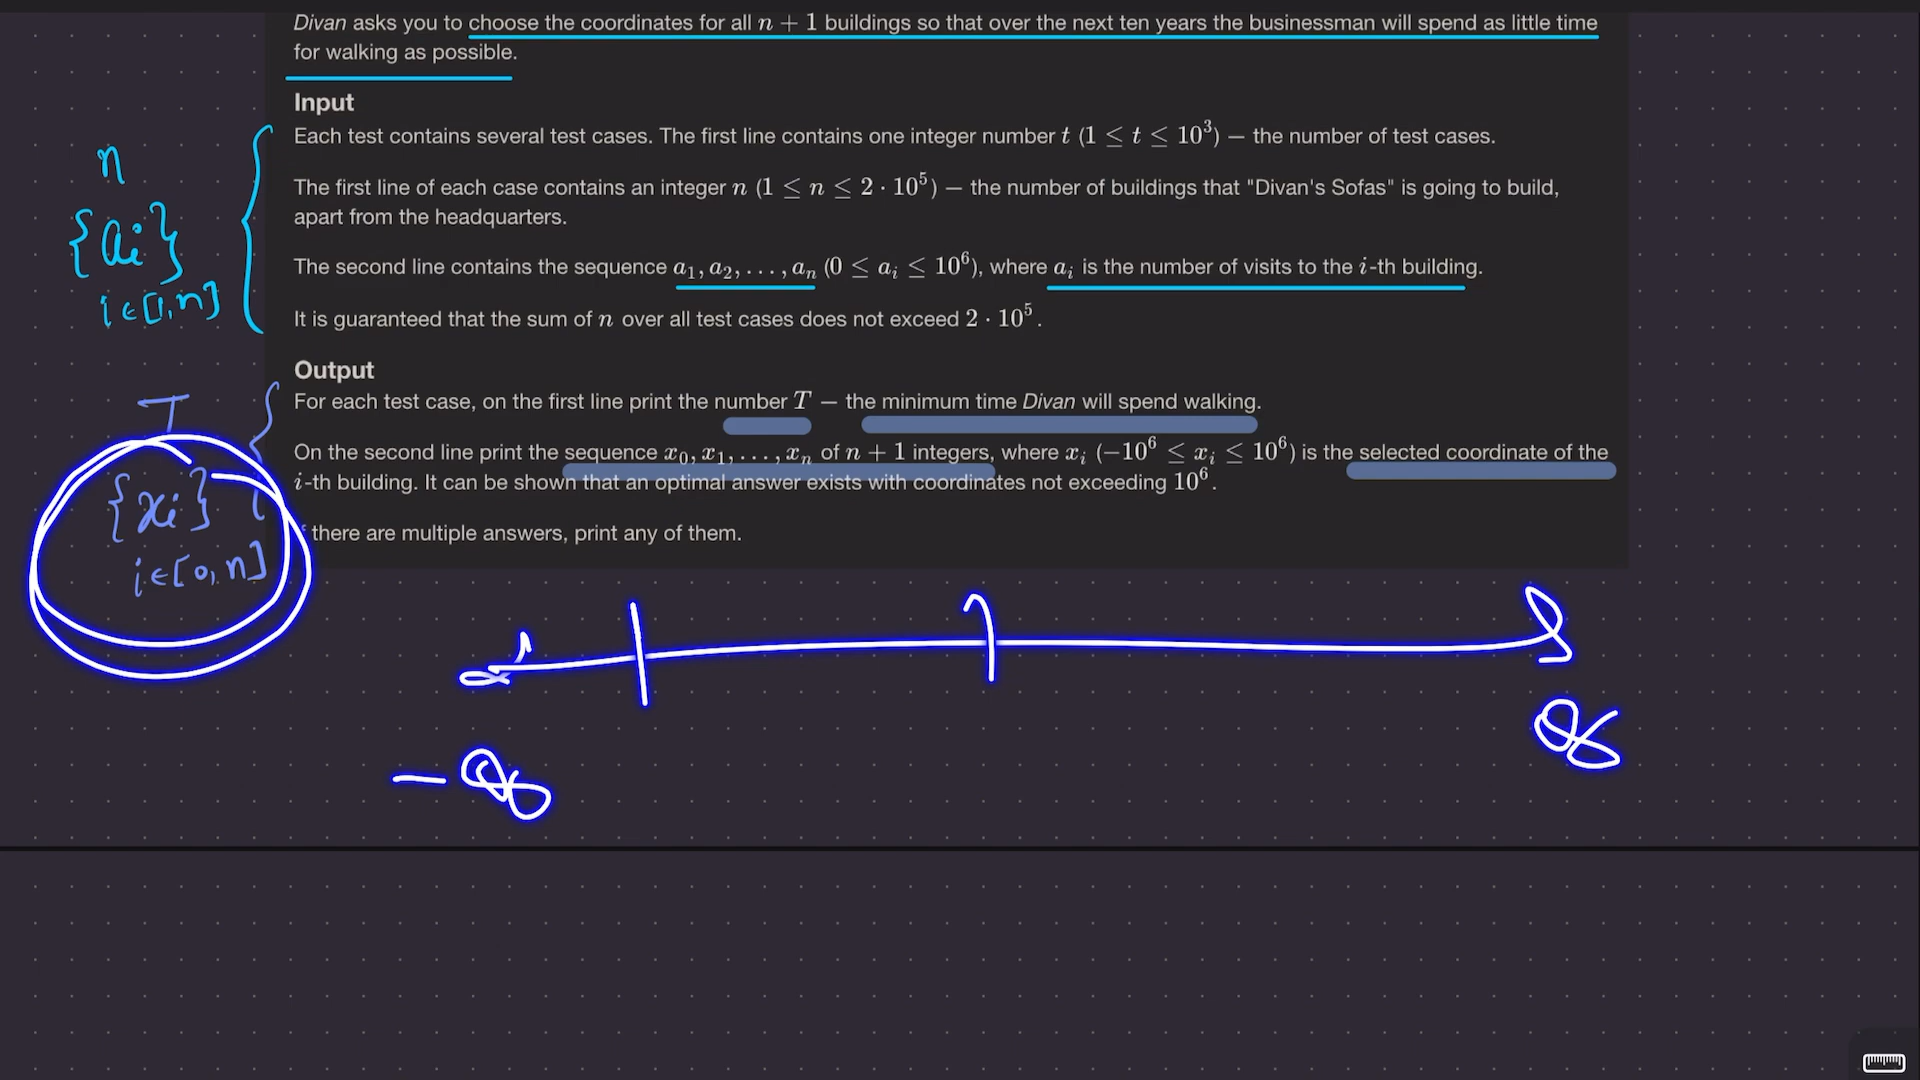 Divan asks you to choose the coordinates for all n + 1 buildings so that over the next ten years the businessman will spend as little time
for walking as possible.
Input
Each test contains several test cases. The first line contains one integer number t (1 ≤ t ≤ 10³) — the number of test cases.
n
The first line of each case contains an integer n (1 ≤ n ≤ 2 · 10⁵) — the number of buildings that "Divan's Sofas" is going to build,
apart from the headquarters.
{aᵢ}
The second line contains the sequence a₁, a₂, . . . , aₙ (0 ≤ aᵢ ≤ 10⁶), where aᵢ is the number of visits to the i-th building.
i ∈ [1, n]
It is guaranteed that the sum of n over all test cases does not exceed 2 · 10⁵.
Output
For each test case, on the first line print the number T — the minimum time Divan will spend walking.
T
On the second line print the sequence x₀, x₁, . . . , xₙ of n + 1 integers, where xᵢ (−10⁶ ≤ xᵢ ≤ 10⁶) is the selected coordinate of the
i-th building. It can be shown that an optimal answer exists with coordinates not exceeding 10⁶.
{xᵢ}
there are multiple answers, print any of them.
i ∈ [0, n]
−∞
∞